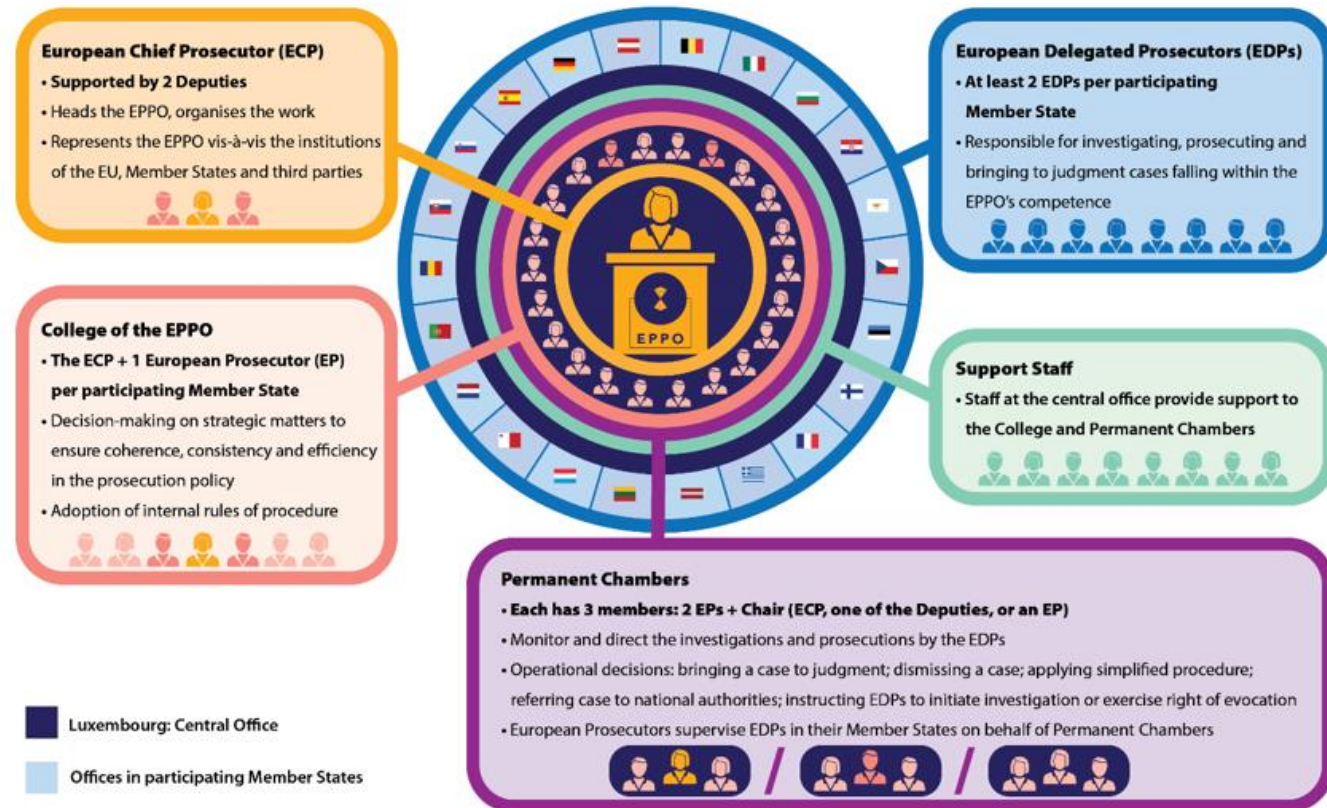 European Chief Prosecutor (ECP)
• Supported by 2 Deputies
• Heads the EPPO, organises the work
• Represents the EPPO vis-à-vis the institutions
of the EU, Member States and third parties
European Delegated Prosecutors (EDPs)
• At least 2 EDPs per participating
Member State
• Responsible for investigating, prosecuting and
bringing to judgment cases falling within the
EPPO's competence
EPPO
College of the EPPO
• The ECP + 1 European Prosecutor (EP)
per participating Member State
• Decision-making on strategic matters to
ensure coherence, consistency and efficiency
in the prosecution policy
• Adoption of internal rules of procedure
Support Staff
• Staff at the central office provide support to
the College and Permanent Chambers
Permanent Chambers
• Each has 3 members: 2 EPs + Chair (ECP, one of the Deputies, or an EP)
• Monitor and direct the investigations and prosecutions by the EDPs
• Operational decisions: bringing a case to judgment; dismissing a case; applying simplified procedure;
referring case to national authorities; instructing EDPs to initiate investigation or exercise right of evocation
• European Prosecutors supervise EDPs in their Member States on behalf of Permanent Chambers
Luxembourg: Central Office
Offices in participating Member States